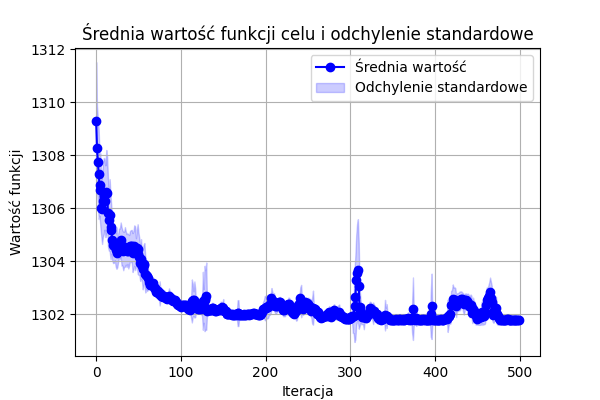 Średnia wartość funkcji celu i odchylenie standardowe
1312
1310
1308
1306
1304
1302
Wartość funkcji
Średnia wartość
Odchylenie standardowe
0 100 200 300 400 500
Iteracja